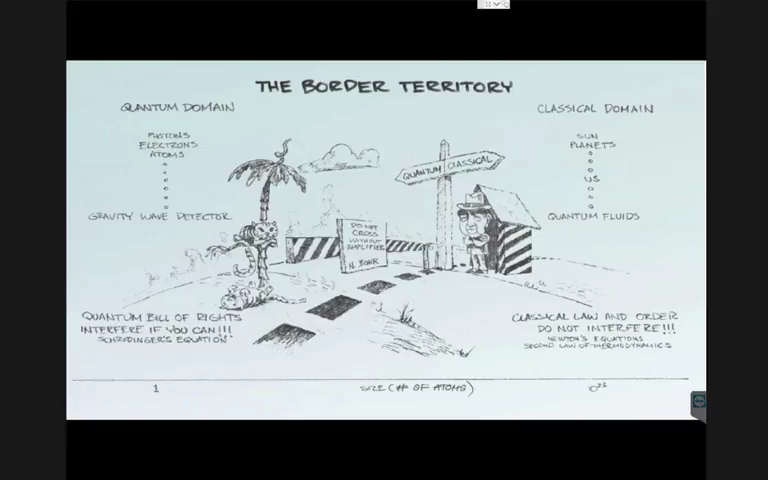 THE BORDER TERRITORY
QUANTUM DOMAIN
CLASSICAL DOMAIN
PHOTONS
ELECTRONS
ATOMS
GRAVITY WAVE DETECTOR
SUN
PLANETS
US
QUANTUM FLUIDS
QUANTUM CLASSICAL
DO NOT
CROSS
WITHOUT
AMPLIFIER
N. BOHR
QUANTUM BILL OF RIGHTS
INTERFERE IF YOU CAN!!!
SCHRODINGER'S EQUATION
CLASSICAL LAW AND ORDER
DO NOT INTERFERE!!!
NEWTON'S EQUATIONS
SECOND LAW OF THERMODYNAMICS
1
SIZE (# OF ATOMS)
10²³